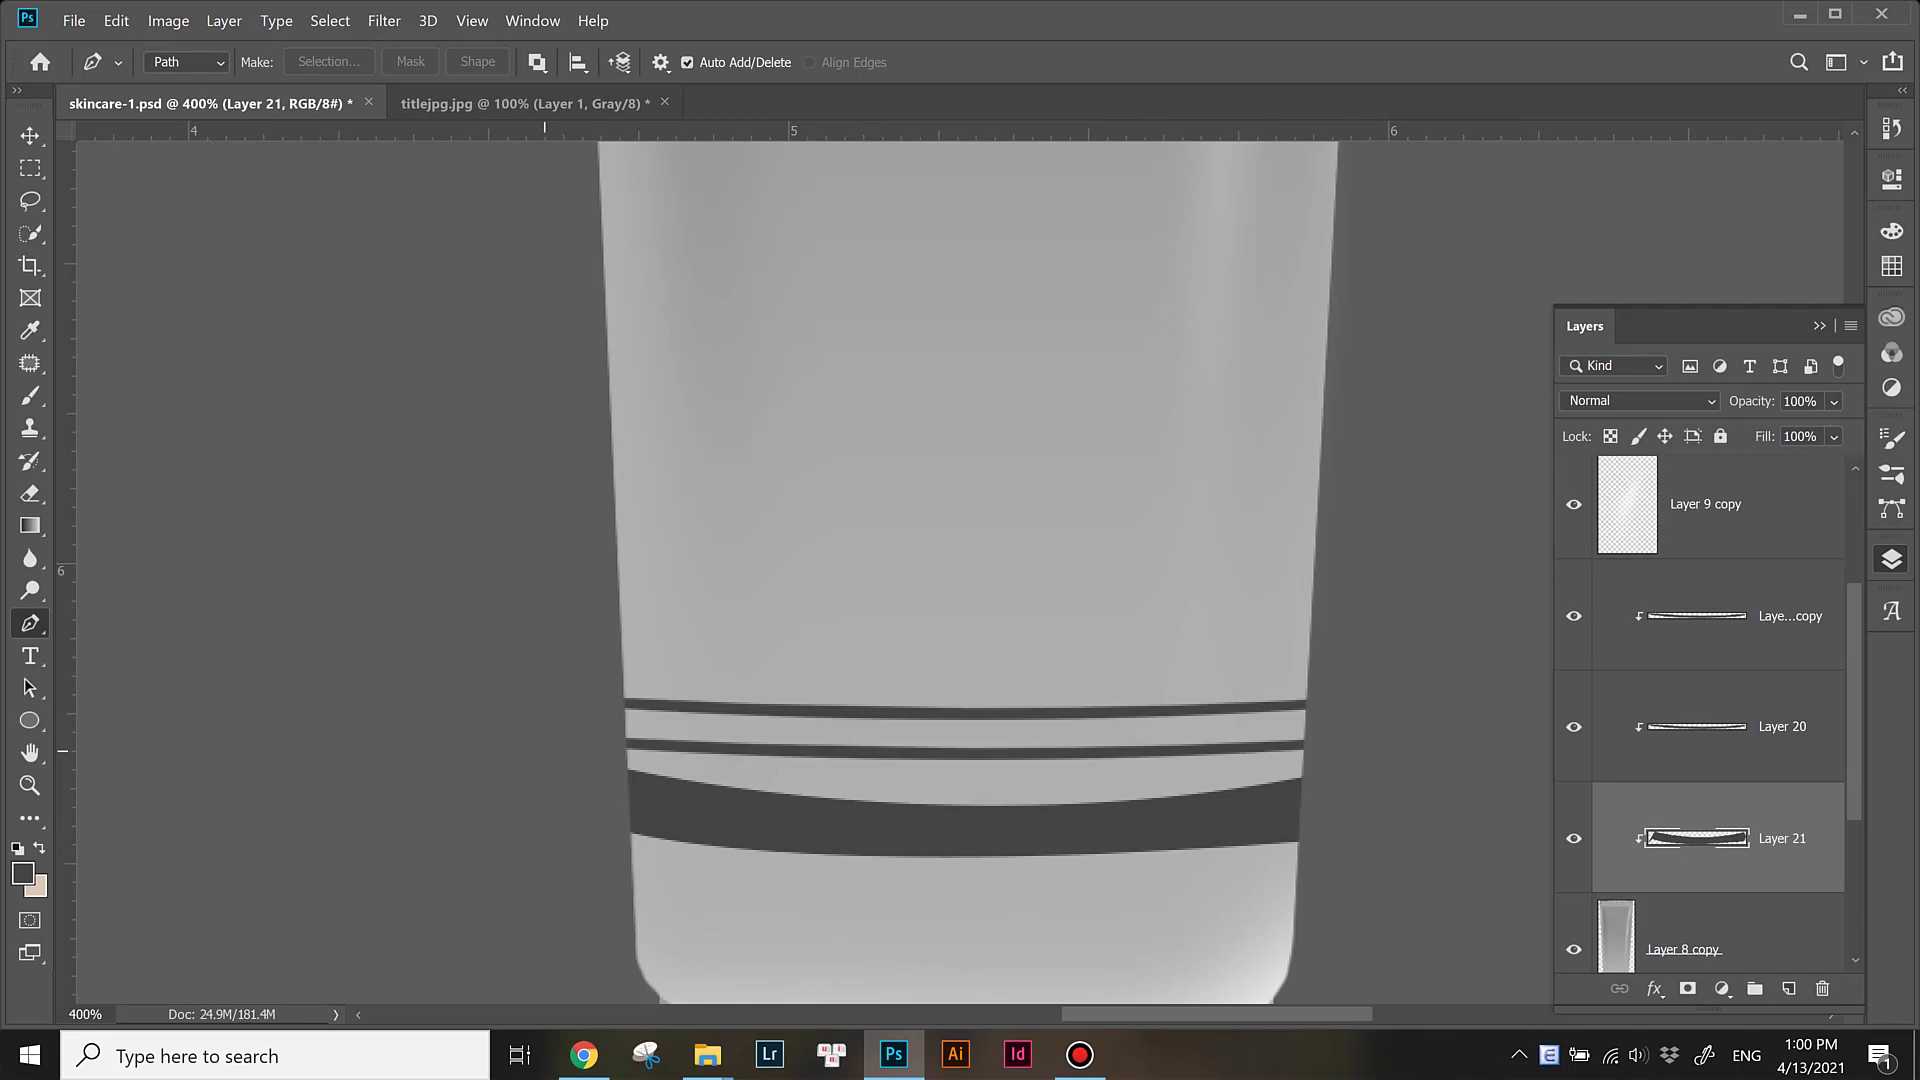 Ps File Edit Image Layer Type Select Filter 3D View Window Help
Path Make: Selection... Mask Shape Auto Add/Delete Align Edges
skincare-1.psd @ 400% (Layer 21, RGB/8#) * × titlejpg.jpg @ 100% (Layer 1, Gray/8) * ×
4 5 6
6
Layers
Kind
Normal Opacity: 100%
Lock: Fill: 100%
Layer 9 copy
Laye...copy
Layer 20
Layer 21
Layer 8 copy
fx
400% Doc: 24.9M/181.4M
Type here to search
Lr Ps Ai Id
ENG
1:00 PM
4/13/2021
1